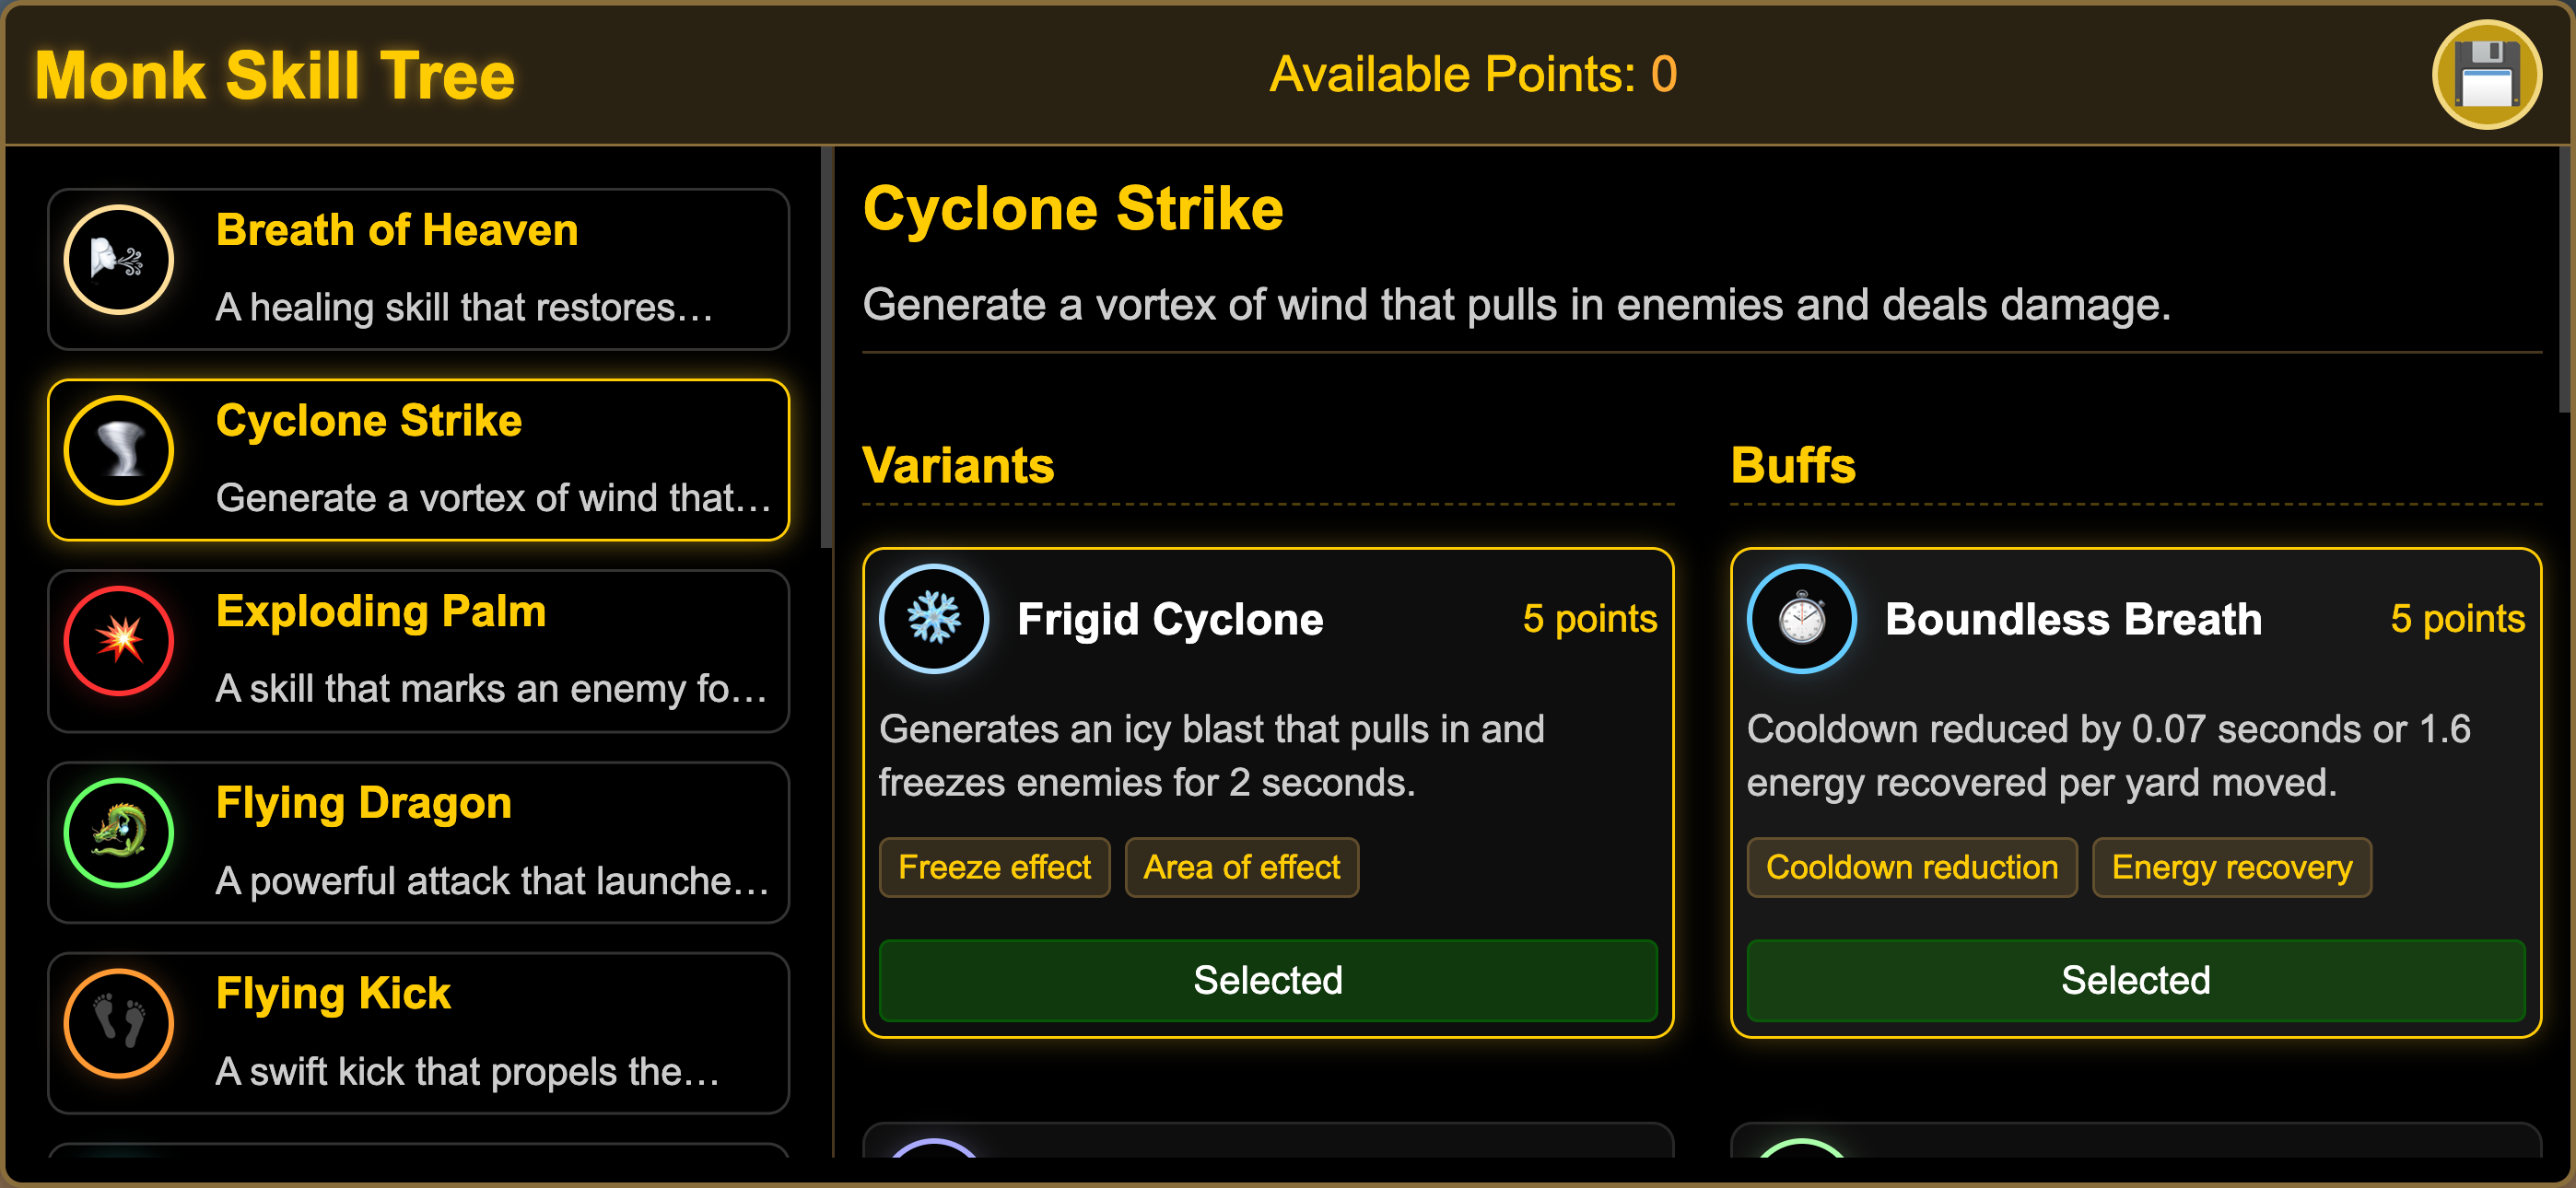 Monk Skill Tree
Available Points: 0
Breath of Heaven
A healing skill that restores…
Cyclone Strike
Generate a vortex of wind that…
Exploding Palm
A skill that marks an enemy fo…
Flying Dragon
A powerful attack that launche…
Flying Kick
A swift kick that propels the…
Cyclone Strike
Generate a vortex of wind that pulls in enemies and deals damage.
Variants
Frigid Cyclone
5 points
Generates an icy blast that pulls in and
freezes enemies for 2 seconds.
Freeze effect
Area of effect
Selected
Buffs
Boundless Breath
5 points
Cooldown reduced by 0.07 seconds or 1.6
energy recovered per yard moved.
Cooldown reduction
Energy recovery
Selected